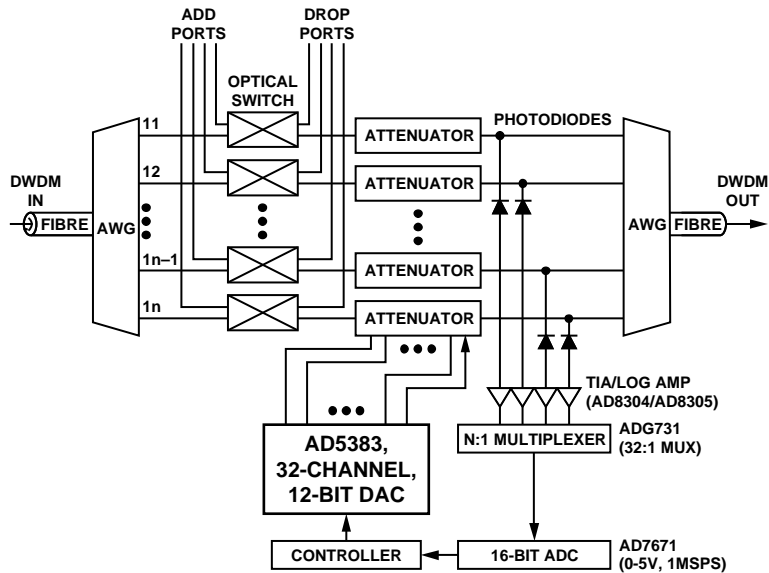 ADD
PORTS
DROP
PORTS
OPTICAL
SWITCH
11
ATTENUATOR
PHOTODIODES
12
ATTENUATOR
DWDM
IN
FIBRE
AWG
AWG
FIBRE
DWDM
OUT
1n–1
ATTENUATOR
1n
ATTENUATOR
TIA/LOG AMP
(AD8304/AD8305)
AD5383,
32-CHANNEL,
12-BIT DAC
N:1 MULTIPLEXER
ADG731
(32:1 MUX)
CONTROLLER
16-BIT ADC
AD7671
(0-5V, 1MSPS)